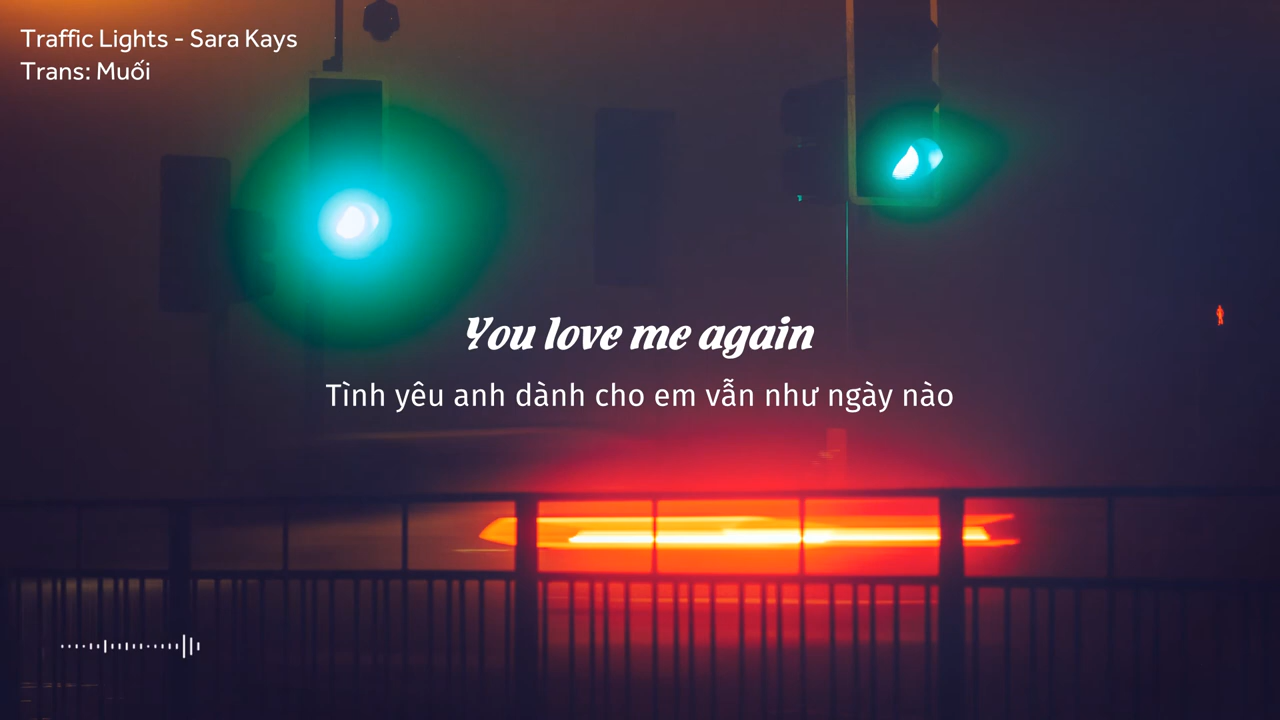 Traffic Lights - Sara Kays
Trans: Muối
You love me again
Tình yêu anh dành cho em vẫn như ngày nào